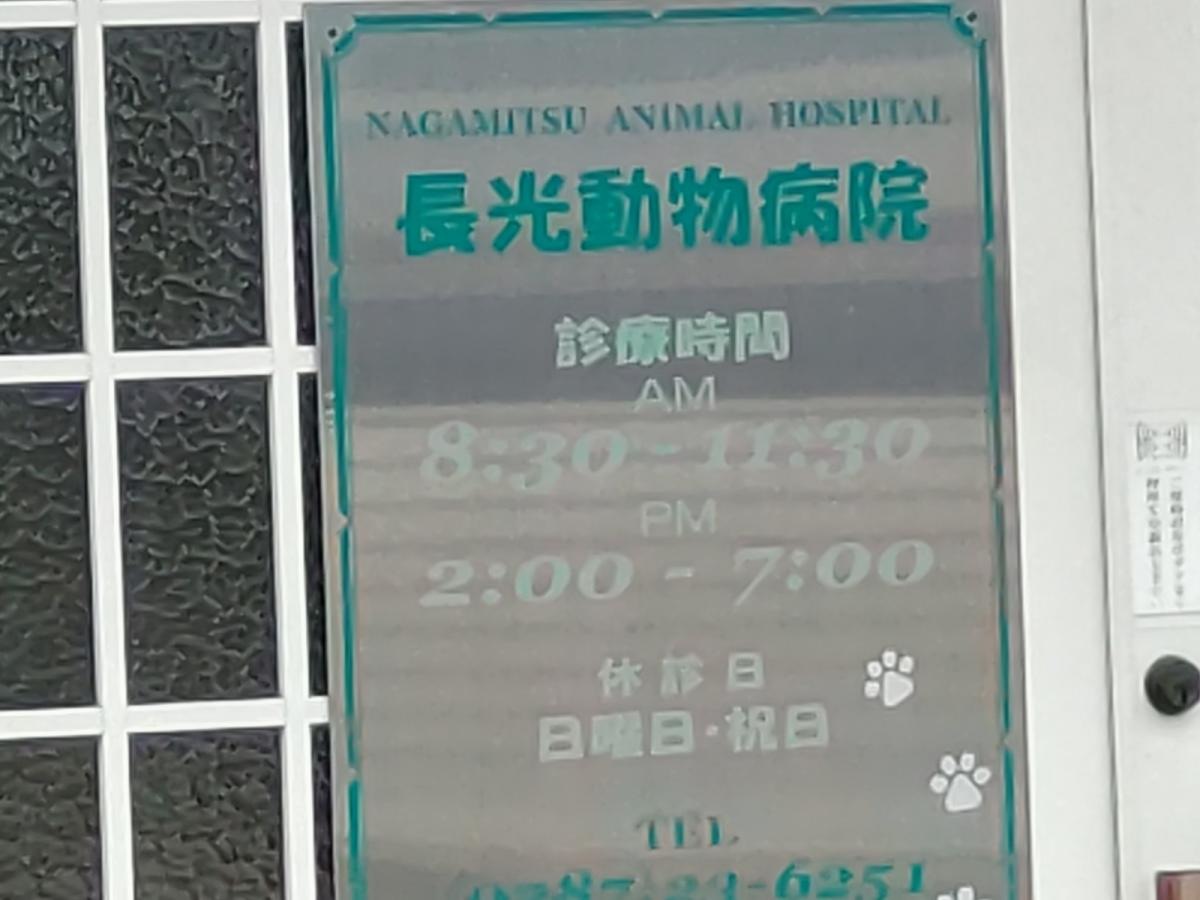 NAGAMITSU ANIMAL HOSPITAL
長光動物病院
診療時間
AM
8:30-11:30
PM
2:00 - 7:00
休診日
日曜日・祝日
TEL